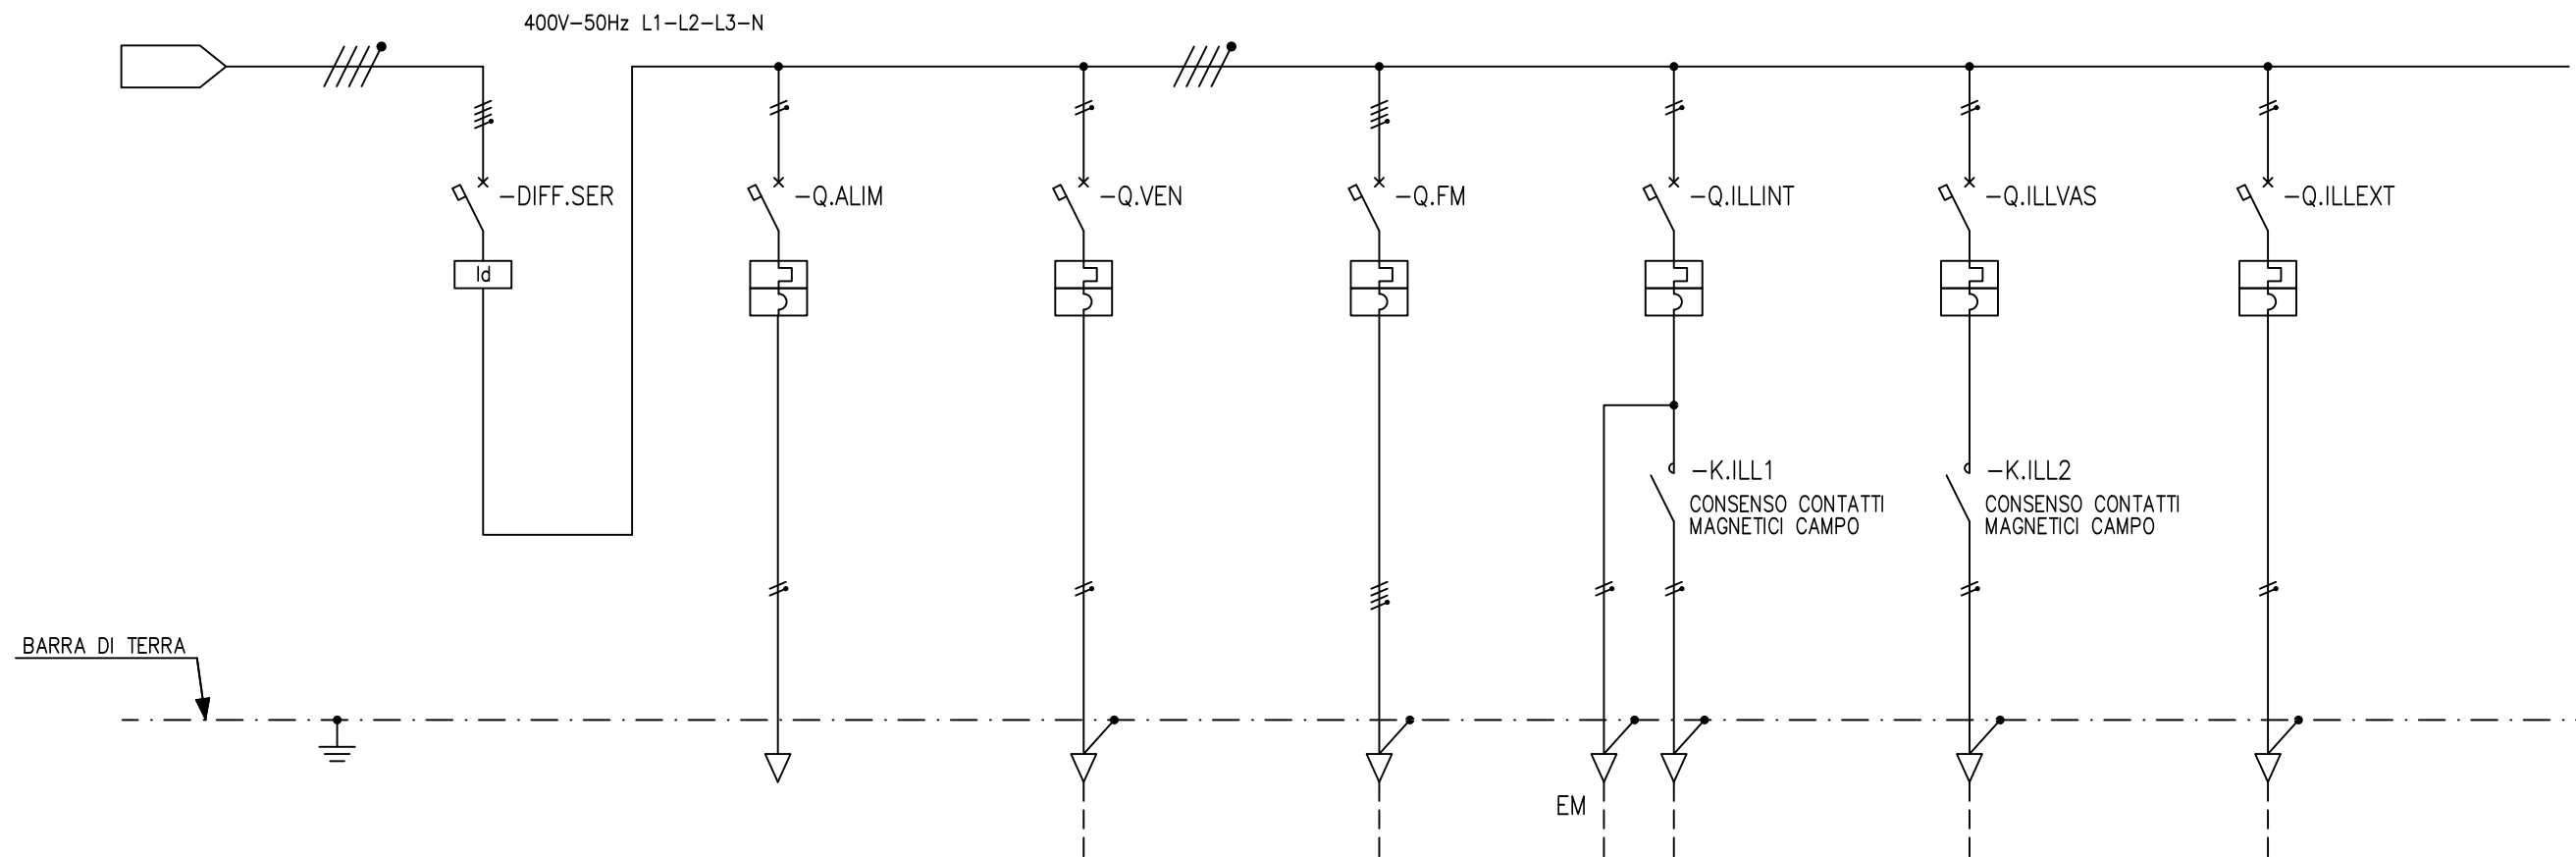 400V-50Hz L1-L2-L3-N
-DIFF.SER
-Q.ALIM
-Q.VEN
-Q.FM
-Q.ILLINT
-Q.ILLVAS
-Q.ILLEXT
Id
-K.ILL1
CONSENSO CONTATTI
MAGNETICI CAMPO
-K.ILL2
CONSENSO CONTATTI
MAGNETICI CAMPO
BARRA DI TERRA
EM